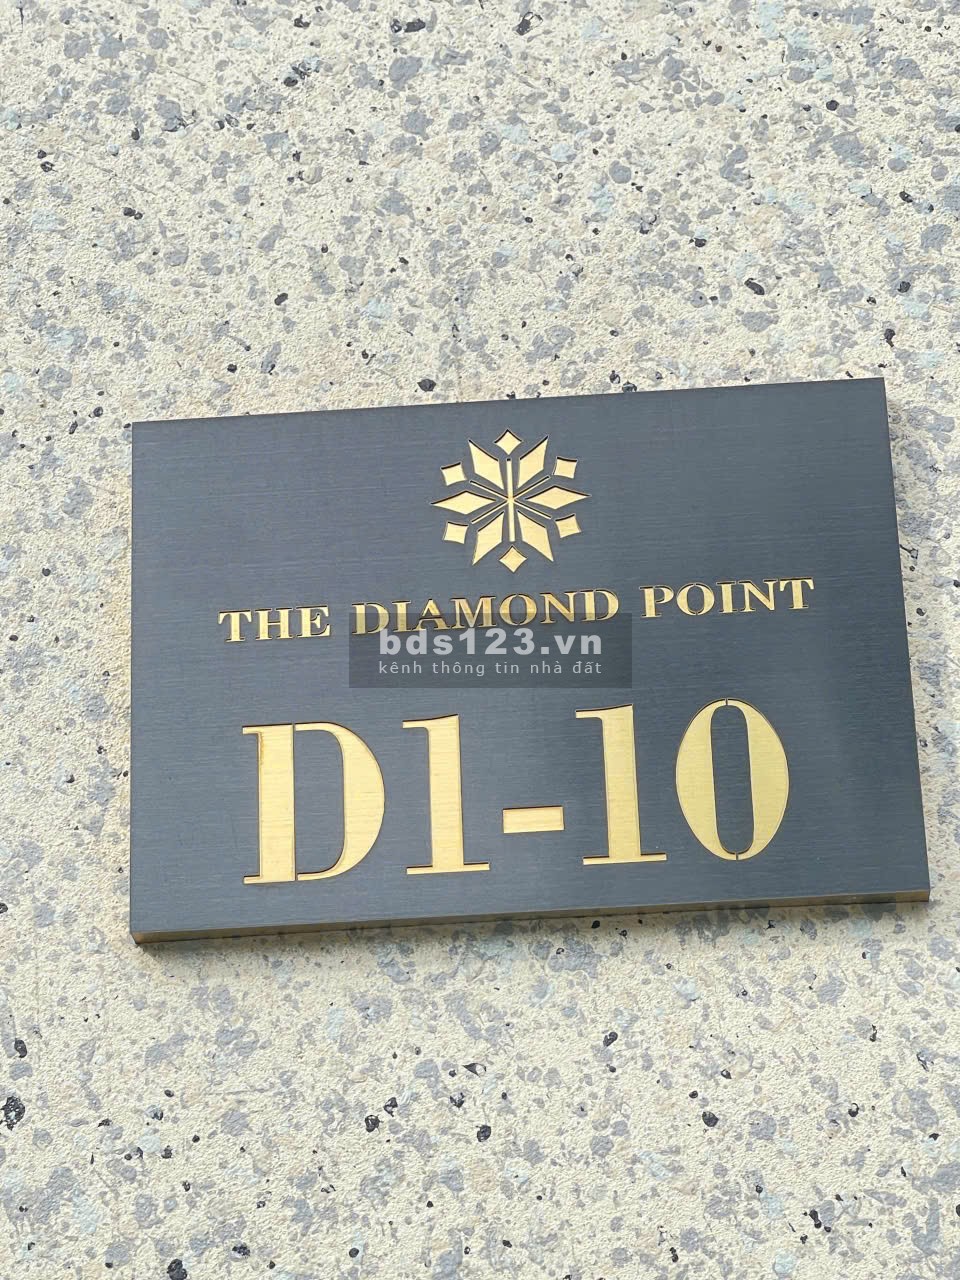 THE DIAMOND POINT
bds123.vn
kênh thông tin nhà đất
D1-10